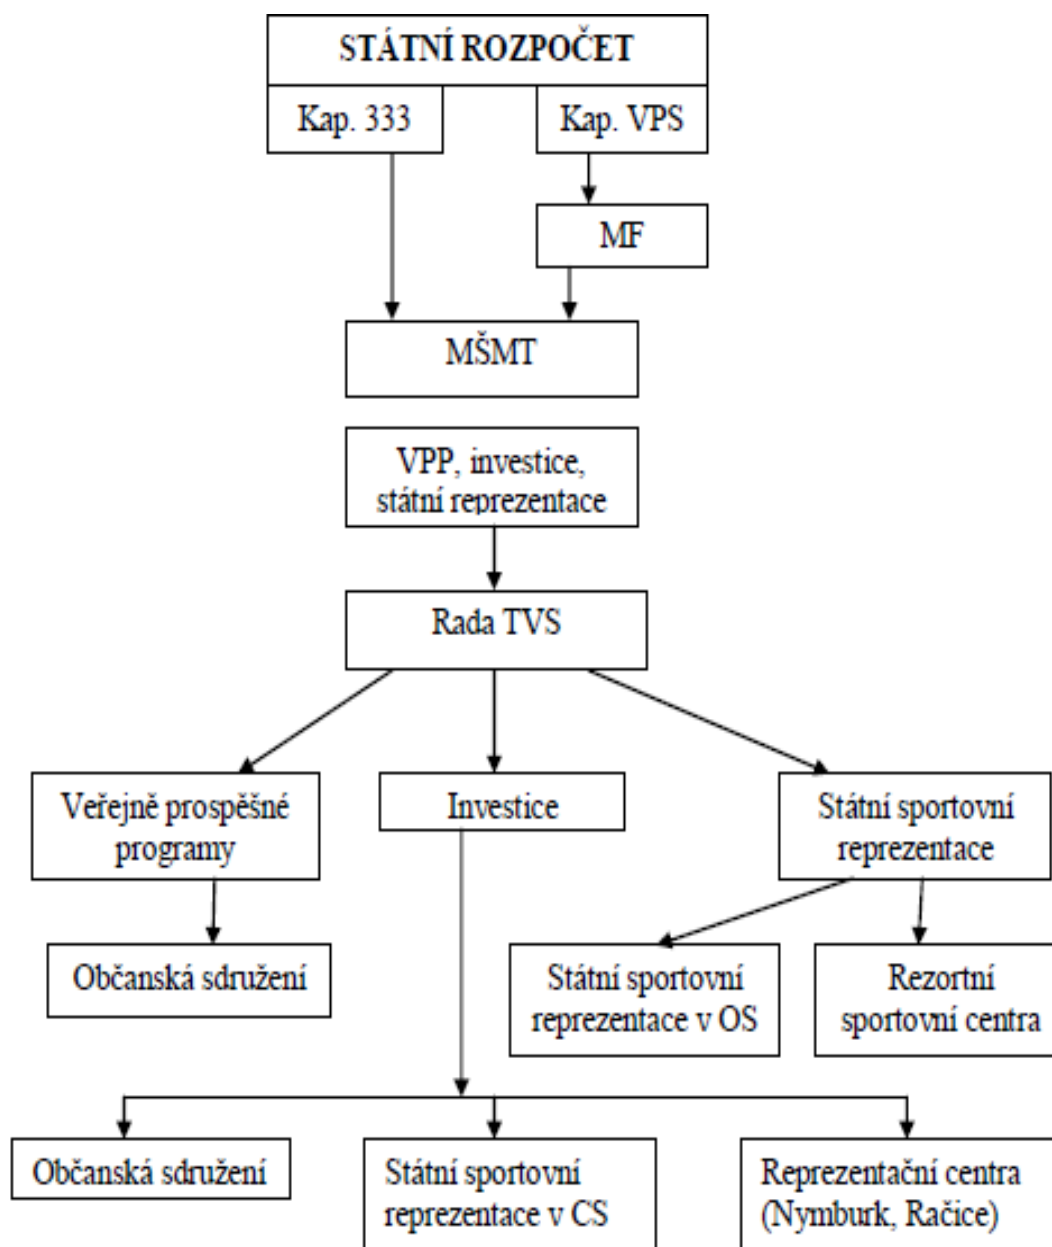 STÁTNÍ ROZPOČET
Kap. 333
Kap. VPS
MF
MŠMT
VPP, investice,
státní reprezentace
Rada TVS
Veřejně prospěšné
programy
Investice
Státní sportovní
reprezentace
Občanská sdružení
Státní sportovní
reprezentace v OS
Rezortní
sportovní centra
Občanská sdružení
Státní sportovní
reprezentace v CS
Reprezentační centra
(Nymburk, Račice)